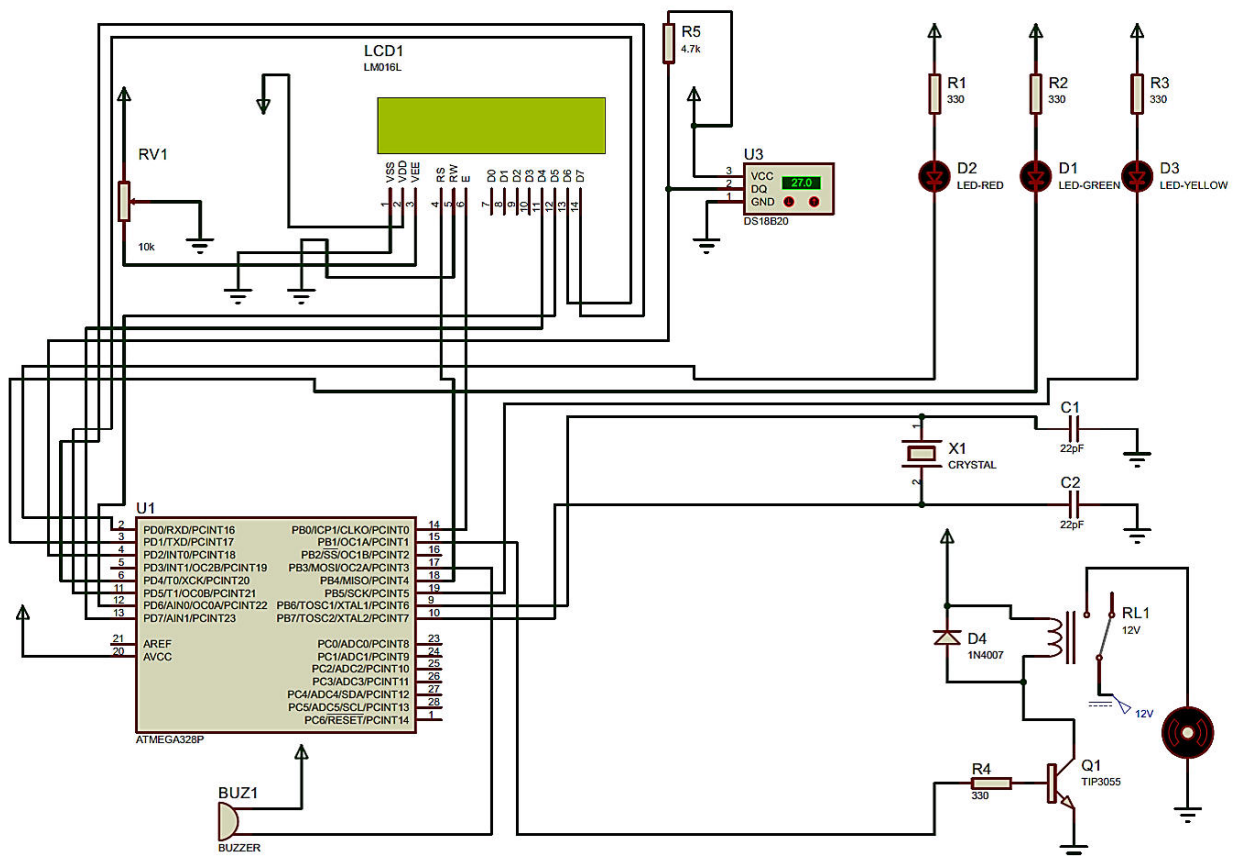 LCD1
LM016L
VSS
VDD
VEE
RS
RW
E
D0
D1
D2
D3
D4
D5
D6
D7
1
2
3
4
5
6
7
8
9
10
11
12
13
14
RV1
10k
R5
4.7k
U3
3
VCC
2
DQ
1
GND
27.0
DS18B20
R1
330
R2
330
R3
330
D2
LED-RED
D1
LED-GREEN
D3
LED-YELLOW
C1
22pF
X1
CRYSTAL
1
2
C2
22pF
U1
2 PD0/RXD/PCINT16
3 PD1/TXD/PCINT17
4 PD2/INT0/PCINT18
5 PD3/INT1/OC2B/PCINT19
6 PD4/T0/XCK/PCINT20
11 PD5/T1/OC0B/PCINT21
12 PD6/AIN0/OC0A/PCINT22
13 PD7/AIN1/PCINT23
21 AREF
20 AVCC
PB0/ICP1/CLKO/PCINT0 14
PB1/OC1A/PCINT1 15
PB2/SS/OC1B/PCINT2 16
PB3/MOSI/OC2A/PCINT3 17
PB4/MISO/PCINT4 18
PB5/SCK/PCINT5 19
PB6/TOSC1/XTAL1/PCINT6 9
PB7/TOSC2/XTAL2/PCINT7 10
PC0/ADC0/PCINT8 23
PC1/ADC1/PCINT9 24
PC2/ADC2/PCINT10 25
PC3/ADC3/PCINT11 26
PC4/ADC4/SDA/PCINT12 27
PC5/ADC5/SCL/PCINT13 28
PC6/RESET/PCINT14 1
ATMEGA328P
D4
1N4007
RL1
12V
12V
R4
330
Q1
TIP3055
BUZ1
BUZZER